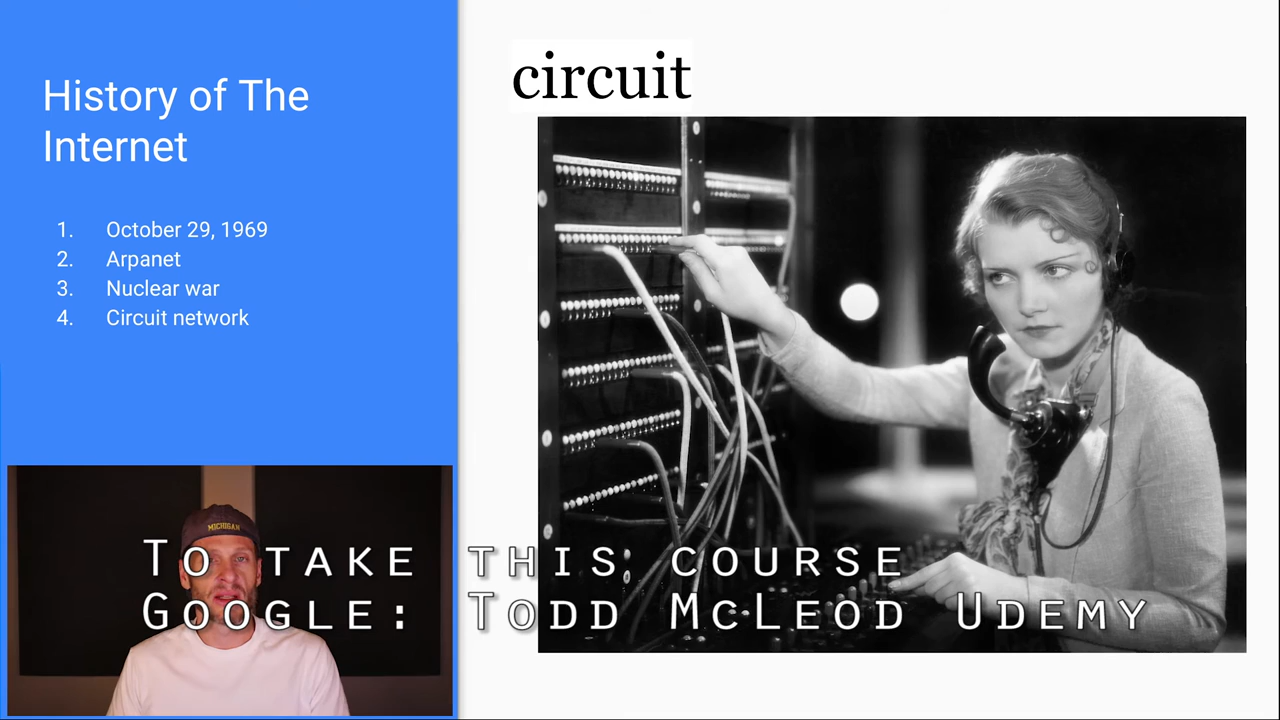 History of The
Internet
1. October 29, 1969
2. Arpanet
3. Nuclear war
4. Circuit network
circuit
MICHIGAN
To take this course
Google: Todd McLeod Udemy